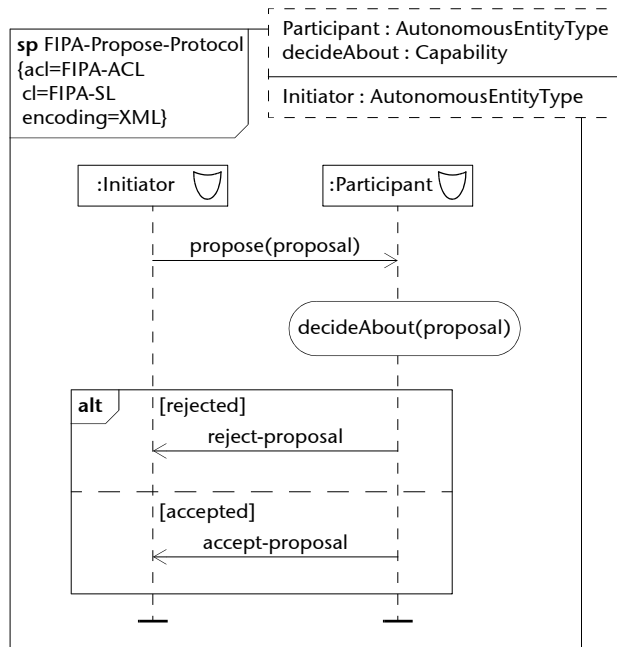 sp FIPA-Propose-Protocol
{acl=FIPA-ACL
cl=FIPA-SL
encoding=XML}
Participant : AutonomousEntityType
decideAbout : Capability
Initiator : AutonomousEntityType
:Initiator
:Participant
propose(proposal)
decideAbout(proposal)
alt
[rejected]
reject-proposal
[accepted]
accept-proposal